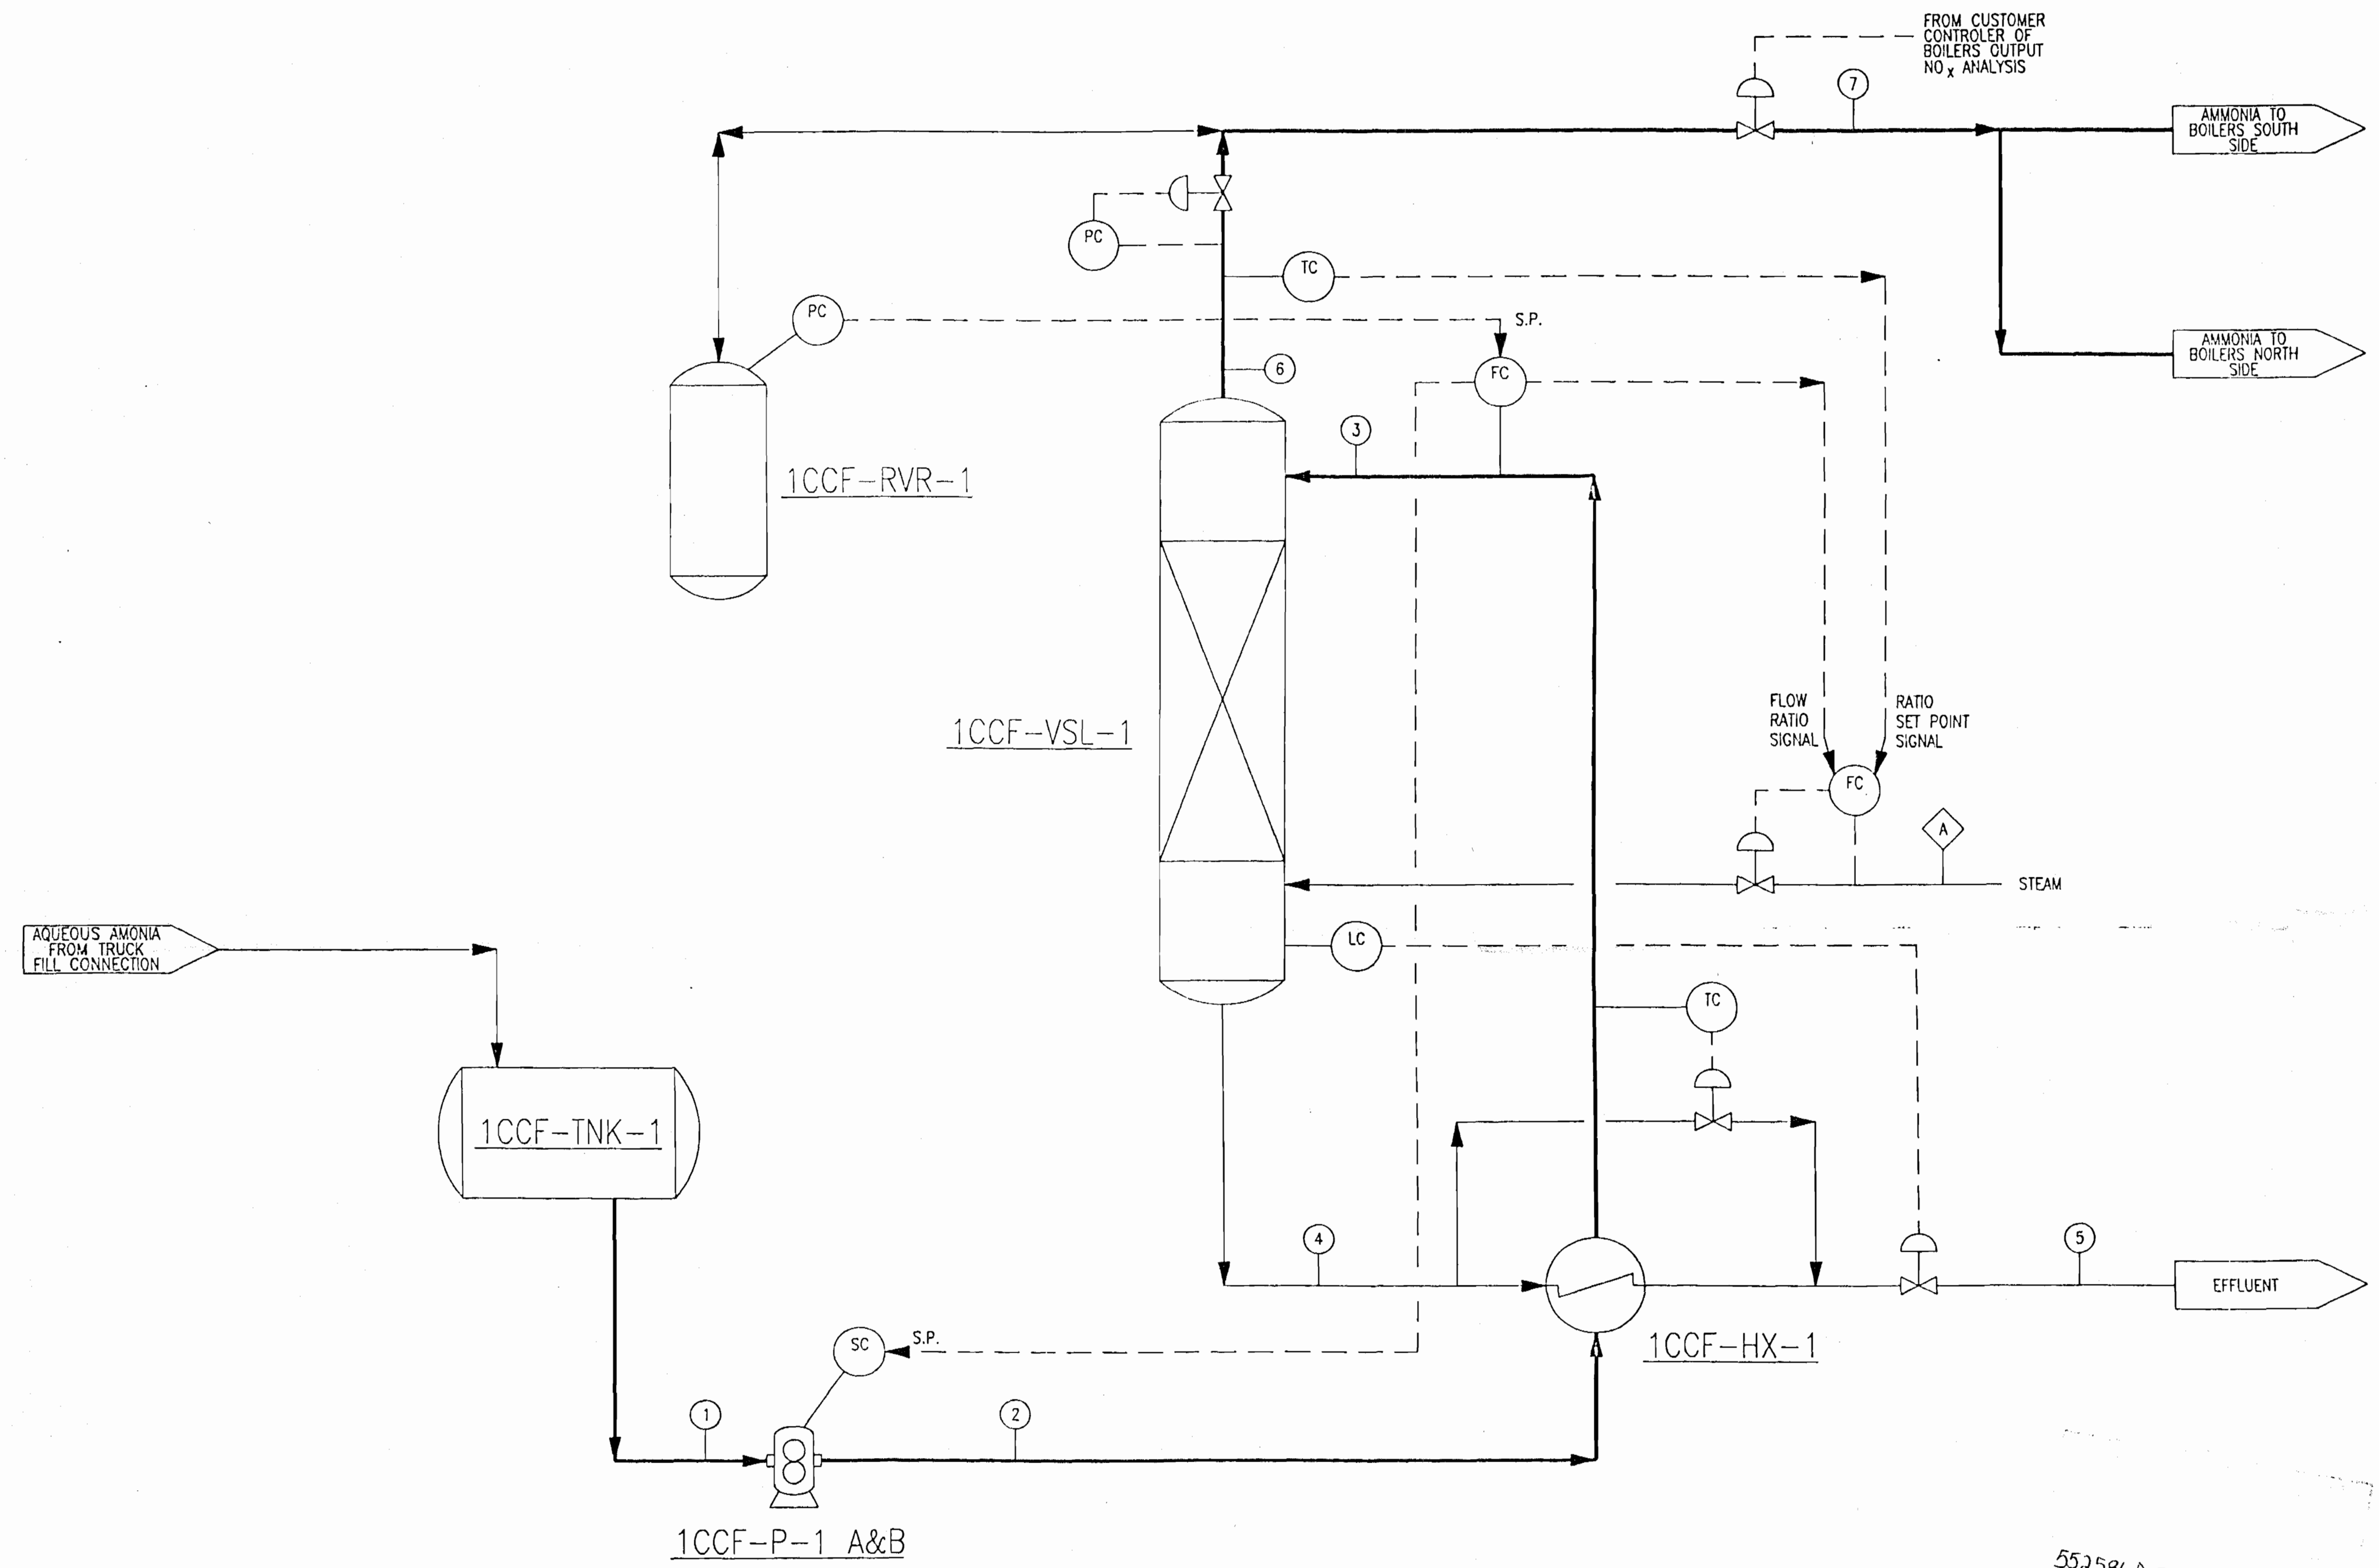 FROM CUSTOMER
CONTROLER OF
BOILERS OUTPUT
NOx ANALYSIS
7
AMMONIA TO
BOILERS SOUTH
SIDE
PC
TC
PC
S.P.
AMMONIA TO
BOILERS NORTH
SIDE
6
FC
3
1CCF-RVR-1
FLOW
RATIO
SIGNAL
RATIO
SET POINT
SIGNAL
1CCF-VSL-1
FC
A
STEAM
AQUEOUS AMONIA
FROM TRUCK
FILL CONNECTION
LC
TC
1CCF-TNK-1
4
5
EFFLUENT
SC
S.P.
1CCF-HX-1
1
2
1CCF-P-1 A&B